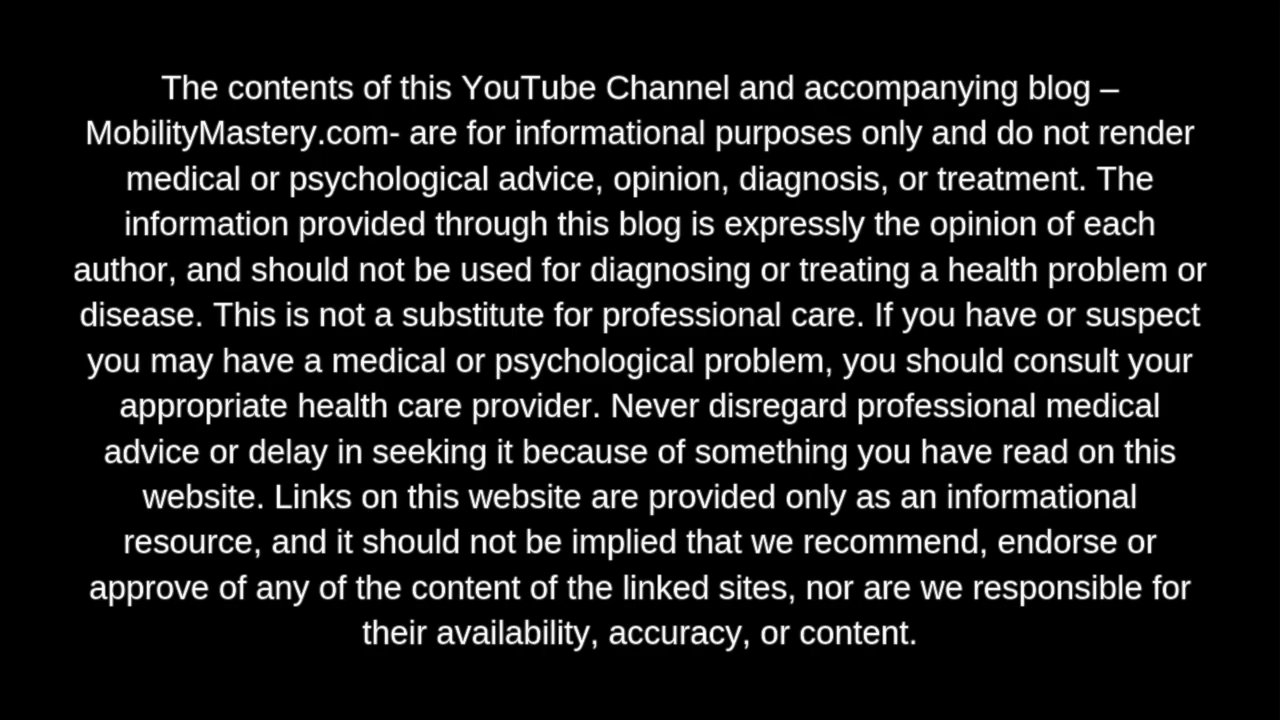 The contents of this YouTube Channel and accompanying blog –
MobilityMastery.com- are for informational purposes only and do not render
medical or psychological advice, opinion, diagnosis, or treatment. The
information provided through this blog is expressly the opinion of each
author, and should not be used for diagnosing or treating a health problem or
disease. This is not a substitute for professional care. If you have or suspect
you may have a medical or psychological problem, you should consult your
appropriate health care provider. Never disregard professional medical
advice or delay in seeking it because of something you have read on this
website. Links on this website are provided only as an informational
resource, and it should not be implied that we recommend, endorse or
approve of any of the content of the linked sites, nor are we responsible for
their availability, accuracy, or content.